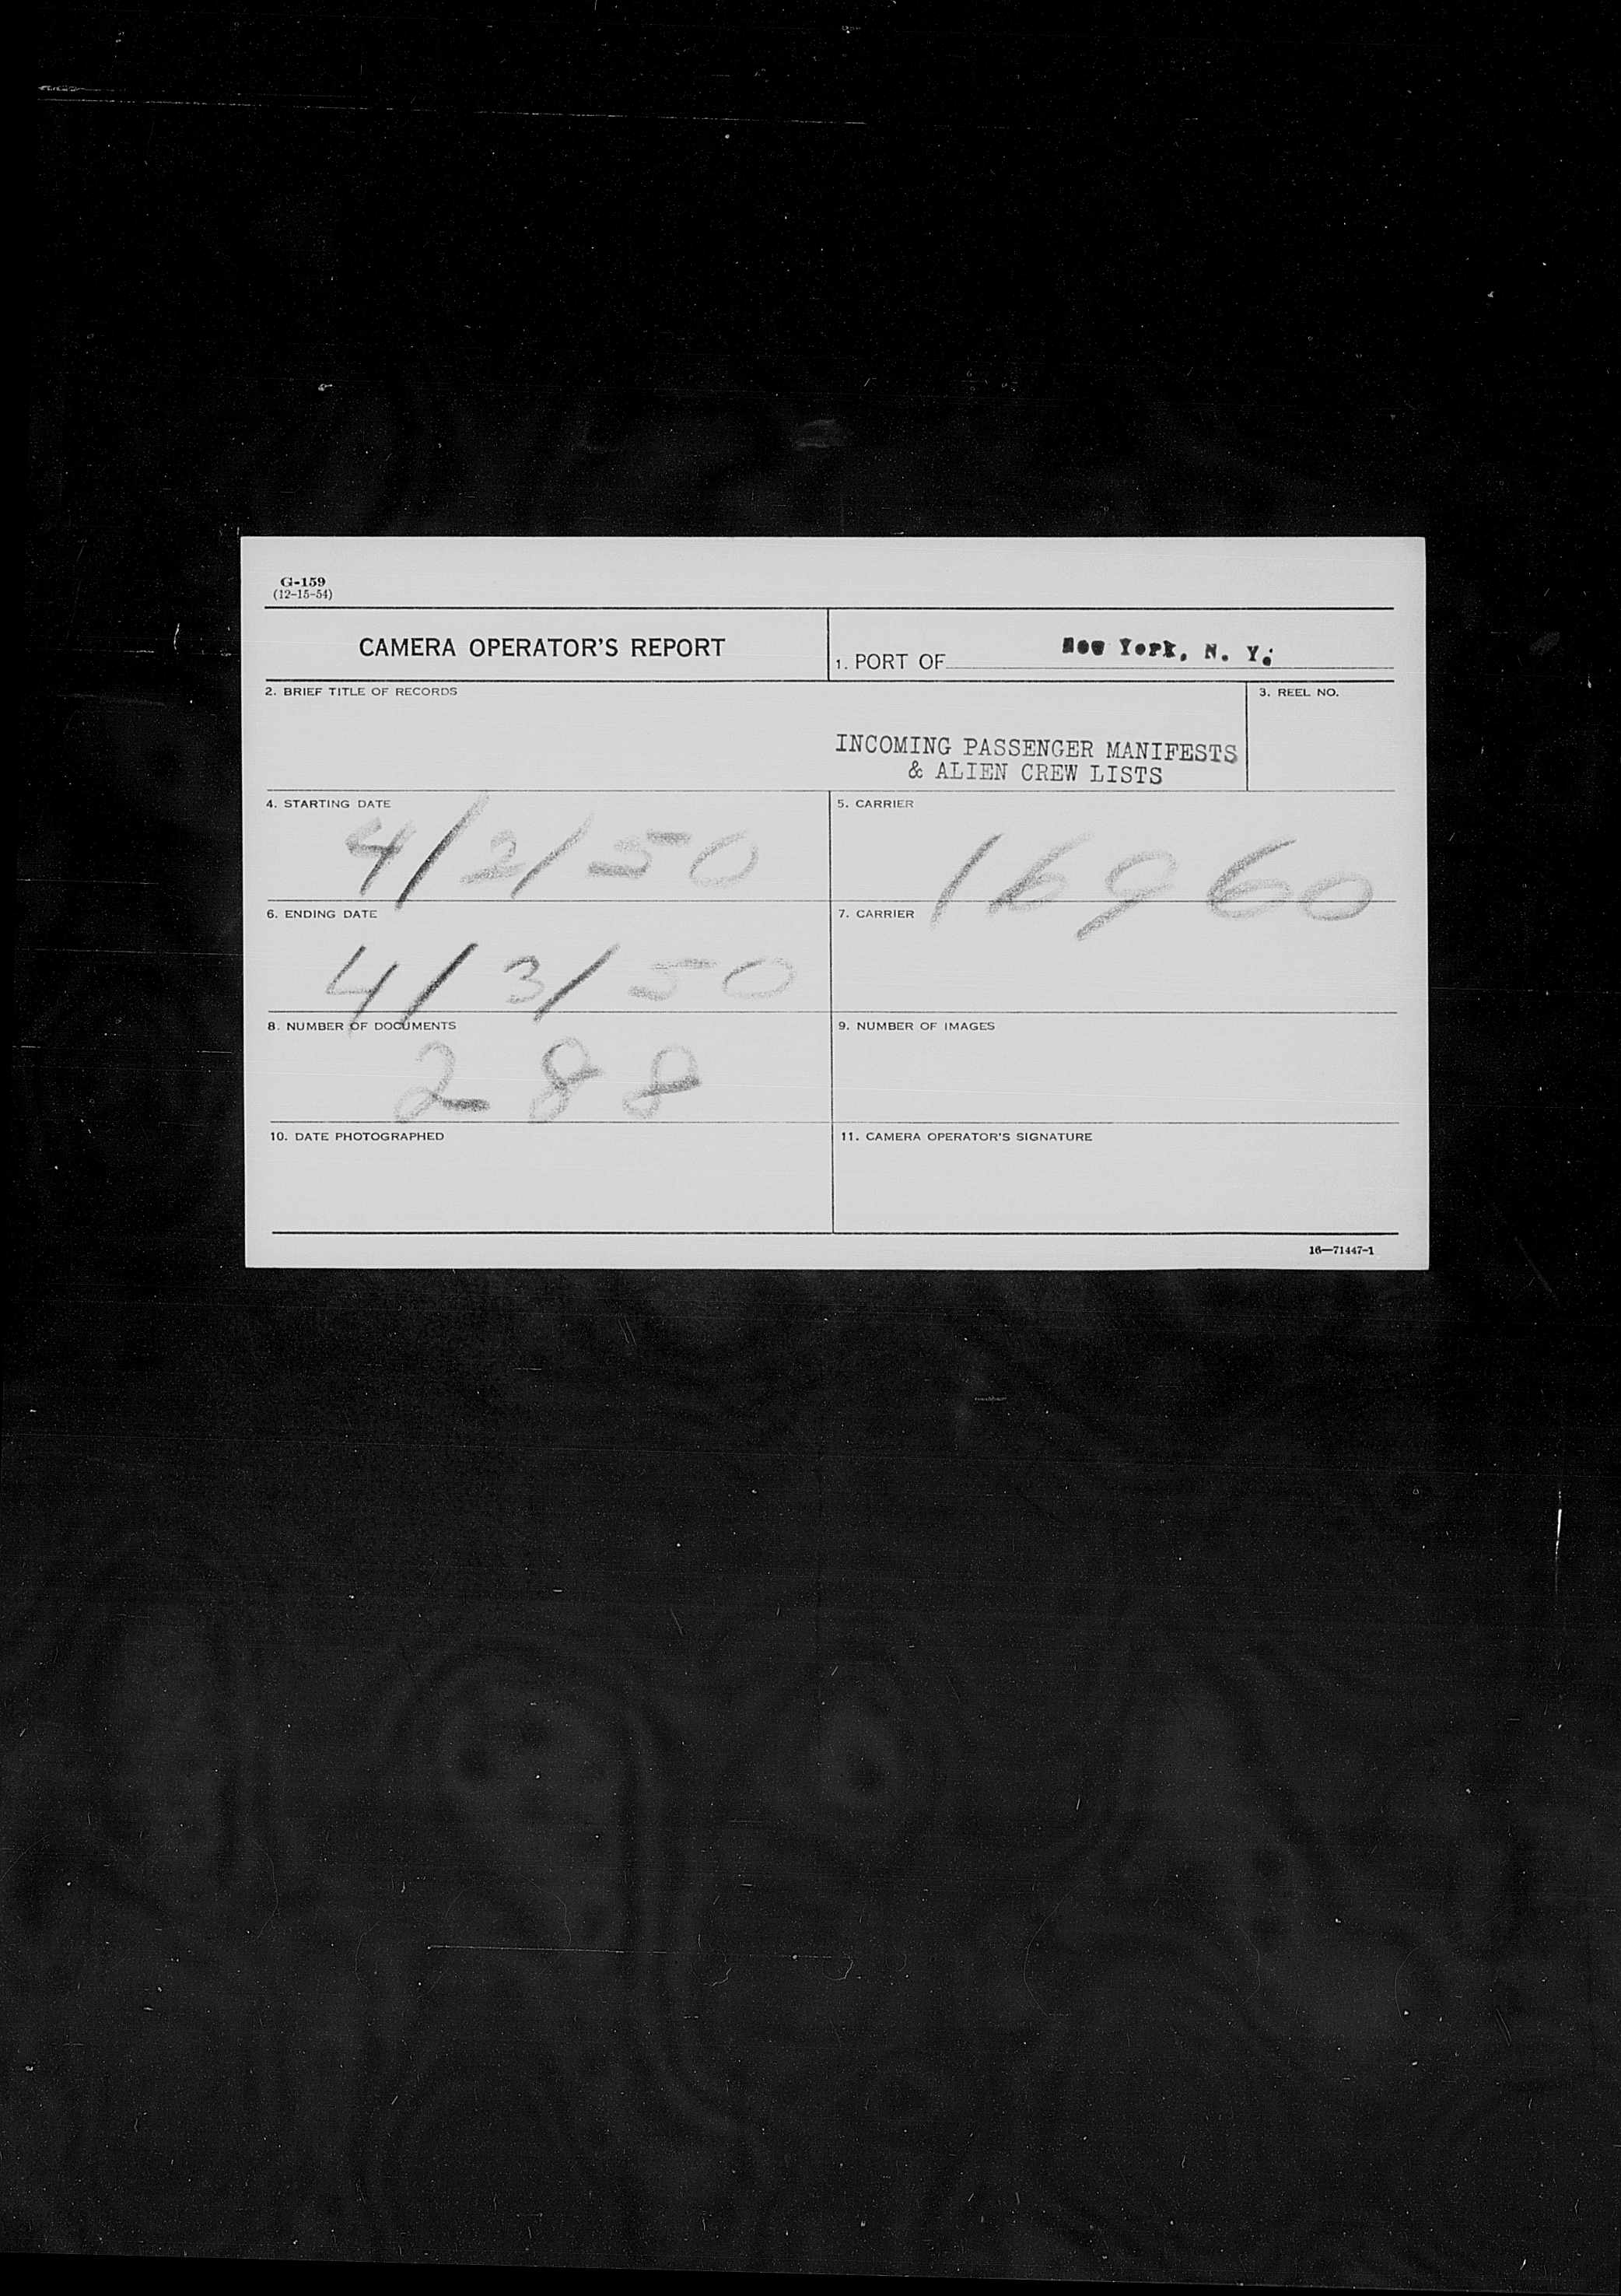 G-159
(12-15-54)
CAMERA OPERATOR'S REPORT
1. PORT OF New York, N. Y.
2. BRIEF TITLE OF RECORDS
3. REEL NO.
INCOMING PASSENGER MANIFESTS
& ALIEN CREW LISTS
4. STARTING DATE
4/2/50
5. CARRIER
16960
6. ENDING DATE
4/3/50
7. CARRIER
8. NUMBER OF DOCUMENTS
288
9. NUMBER OF IMAGES
10. DATE PHOTOGRAPHED
11. CAMERA OPERATOR'S SIGNATURE
16—71447-1